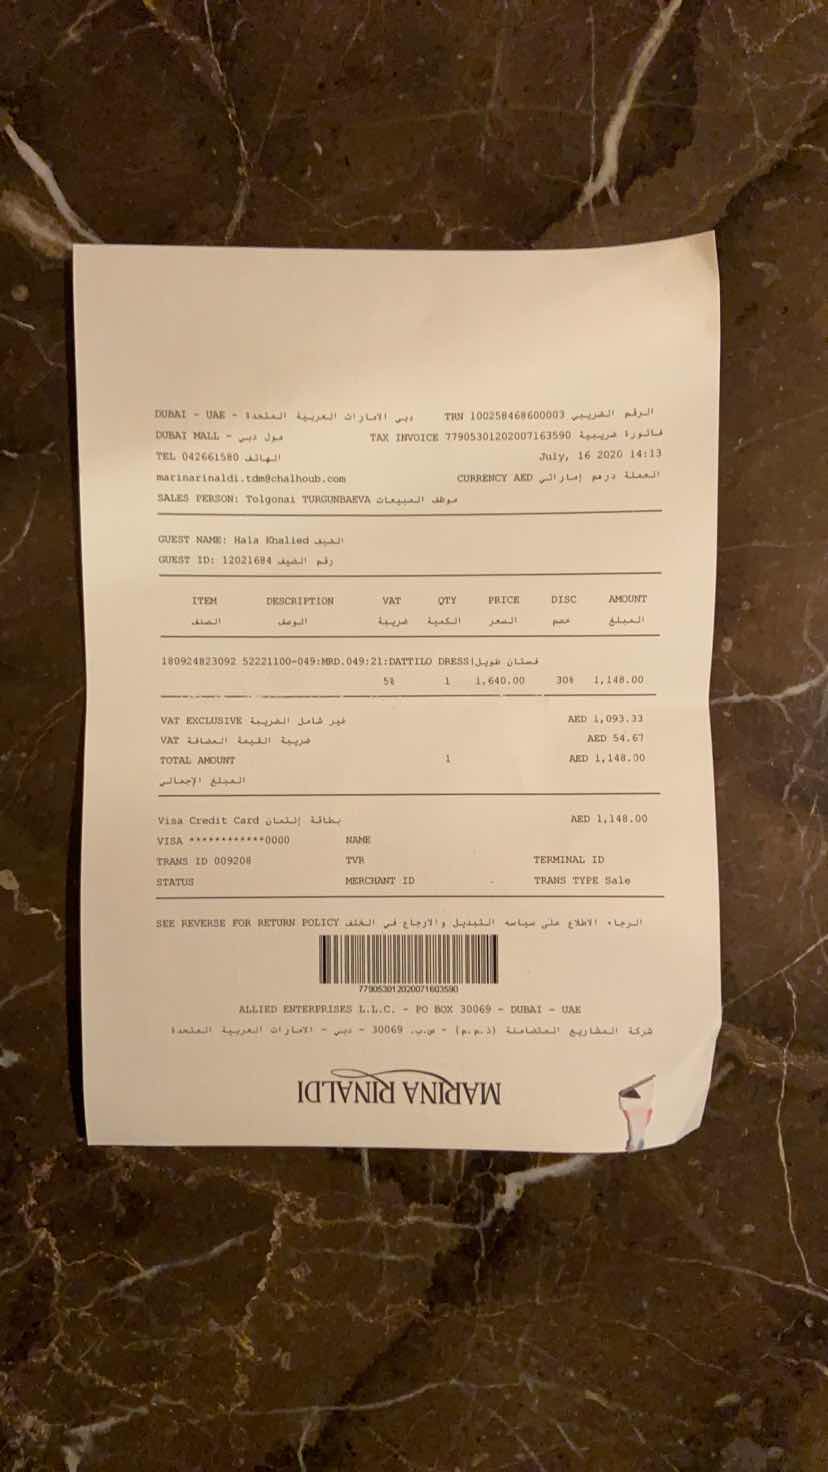 DUBAI - UAE - دبي الامارات العربية المتحدة TRN 100258468600003 الرقم الضريبي
DUBAI MALL - مول دبي TAX INVOICE 77905301202007163590 فاتورة ضريبية
TEL 042661580 الهاتف July, 16 2020 14:13
marinarinaldi.tdm@chalhoub.com CURRENCY AED العملة درهم إماراتي
SALES PERSON: Tolgonai TURGUNBAEVA موظف المبيعات
GUEST NAME: Hala Khalied الضيف
GUEST ID: 12021684 رقم الضيف
ITEM DESCRIPTION VAT QTY PRICE DISC AMOUNT
الصنف الوصف ضريبة الكمية السعر خصم المبلغ
180924823092 52221100-049:MRD.049:21:DATTILO DRESS|فستان طويل
5% 1 1,640.00 30% 1,148.00
VAT EXCLUSIVE غير شامل الضريبة AED 1,093.33
VAT ضريبة القيمة المضافة AED 54.67
TOTAL AMOUNT 1 AED 1,148.00
المبلغ الإجمالي
Visa Credit Card بطاقة إئتمان AED 1,148.00
VISA ************0000 NAME
TRANS ID 009208 TVR TERMINAL ID
STATUS MERCHANT ID TRANS TYPE Sale
SEE REVERSE FOR RETURN POLICY الرجاء الاطلاع على سياسه التبديل والارجاع في الخلف
77905301202007​1603590
ALLIED ENTERPRISES L.L.C. - PO BOX 30069 - DUBAI - UAE
شركة المشاريع المتضامنة (ذ.م.م) - ص.ب. 30069 - دبي - الامارات العربية المتحدة
MARINA RINALDI